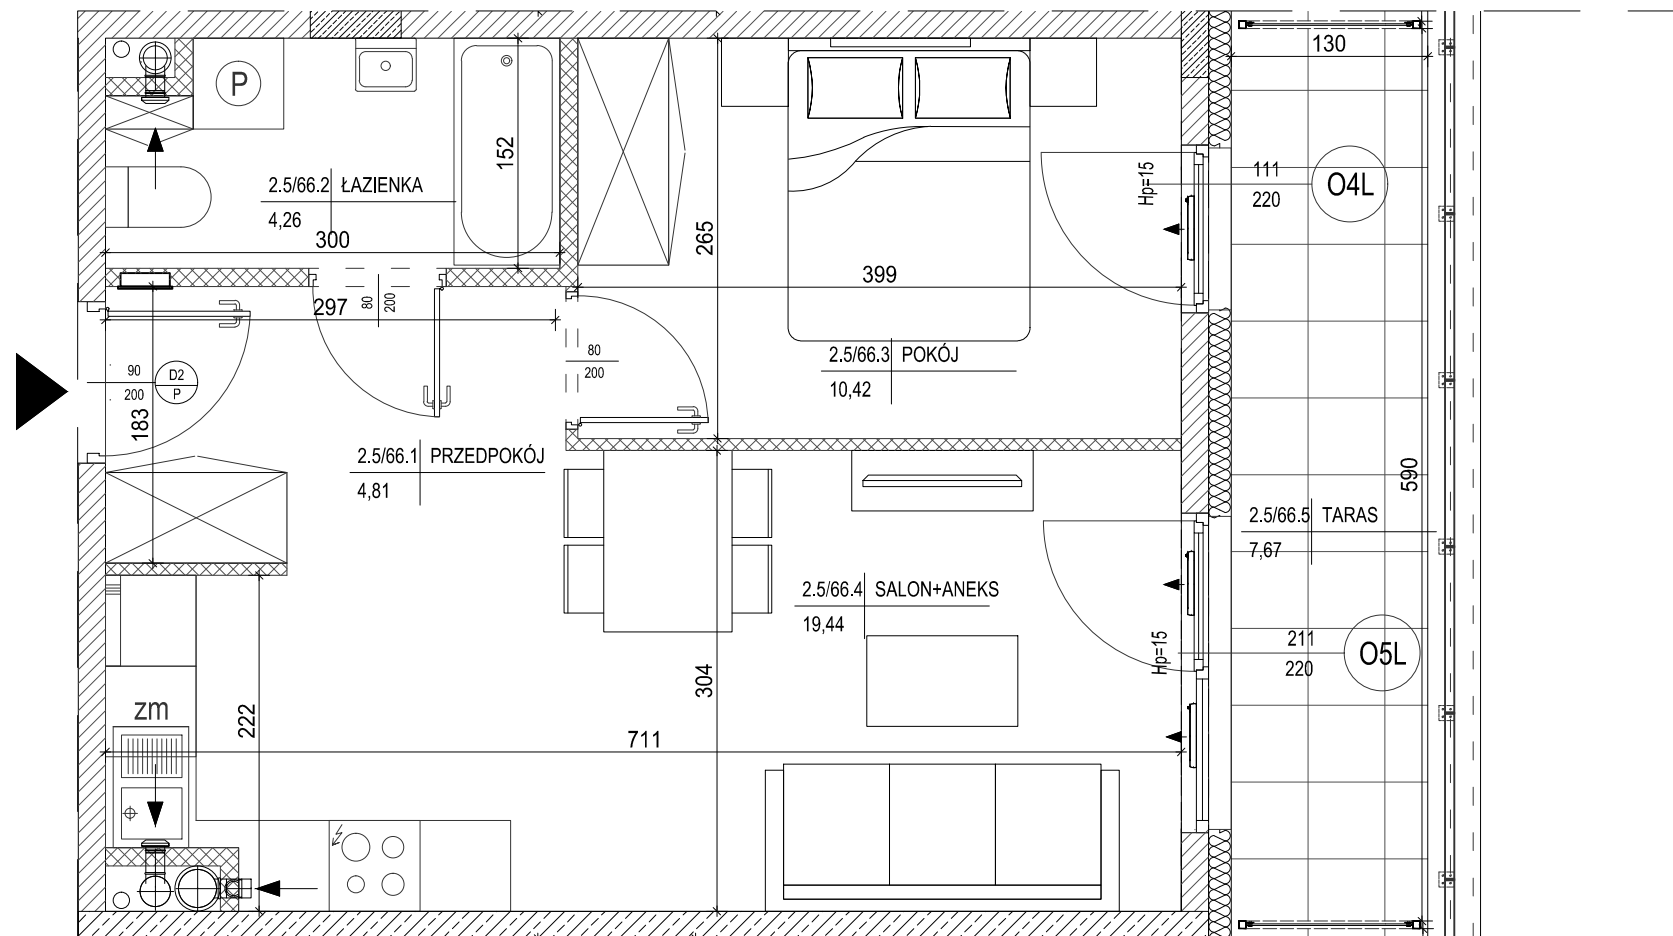 130
P
152
2.5/66.2 ŁAZIENKA
4,26
300
265
399
Hp=15
111
220
O4L
297
80
200
90
200
D2
P
183
80
200
2.5/66.3 POKÓJ
10,42
2.5/66.1 PRZEDPOKÓJ
4,81
590
2.5/66.5 TARAS
7,67
2.5/66.4 SALON+ANEKS
19,44
Hp=15
211
220
O5L
304
zm
222
711